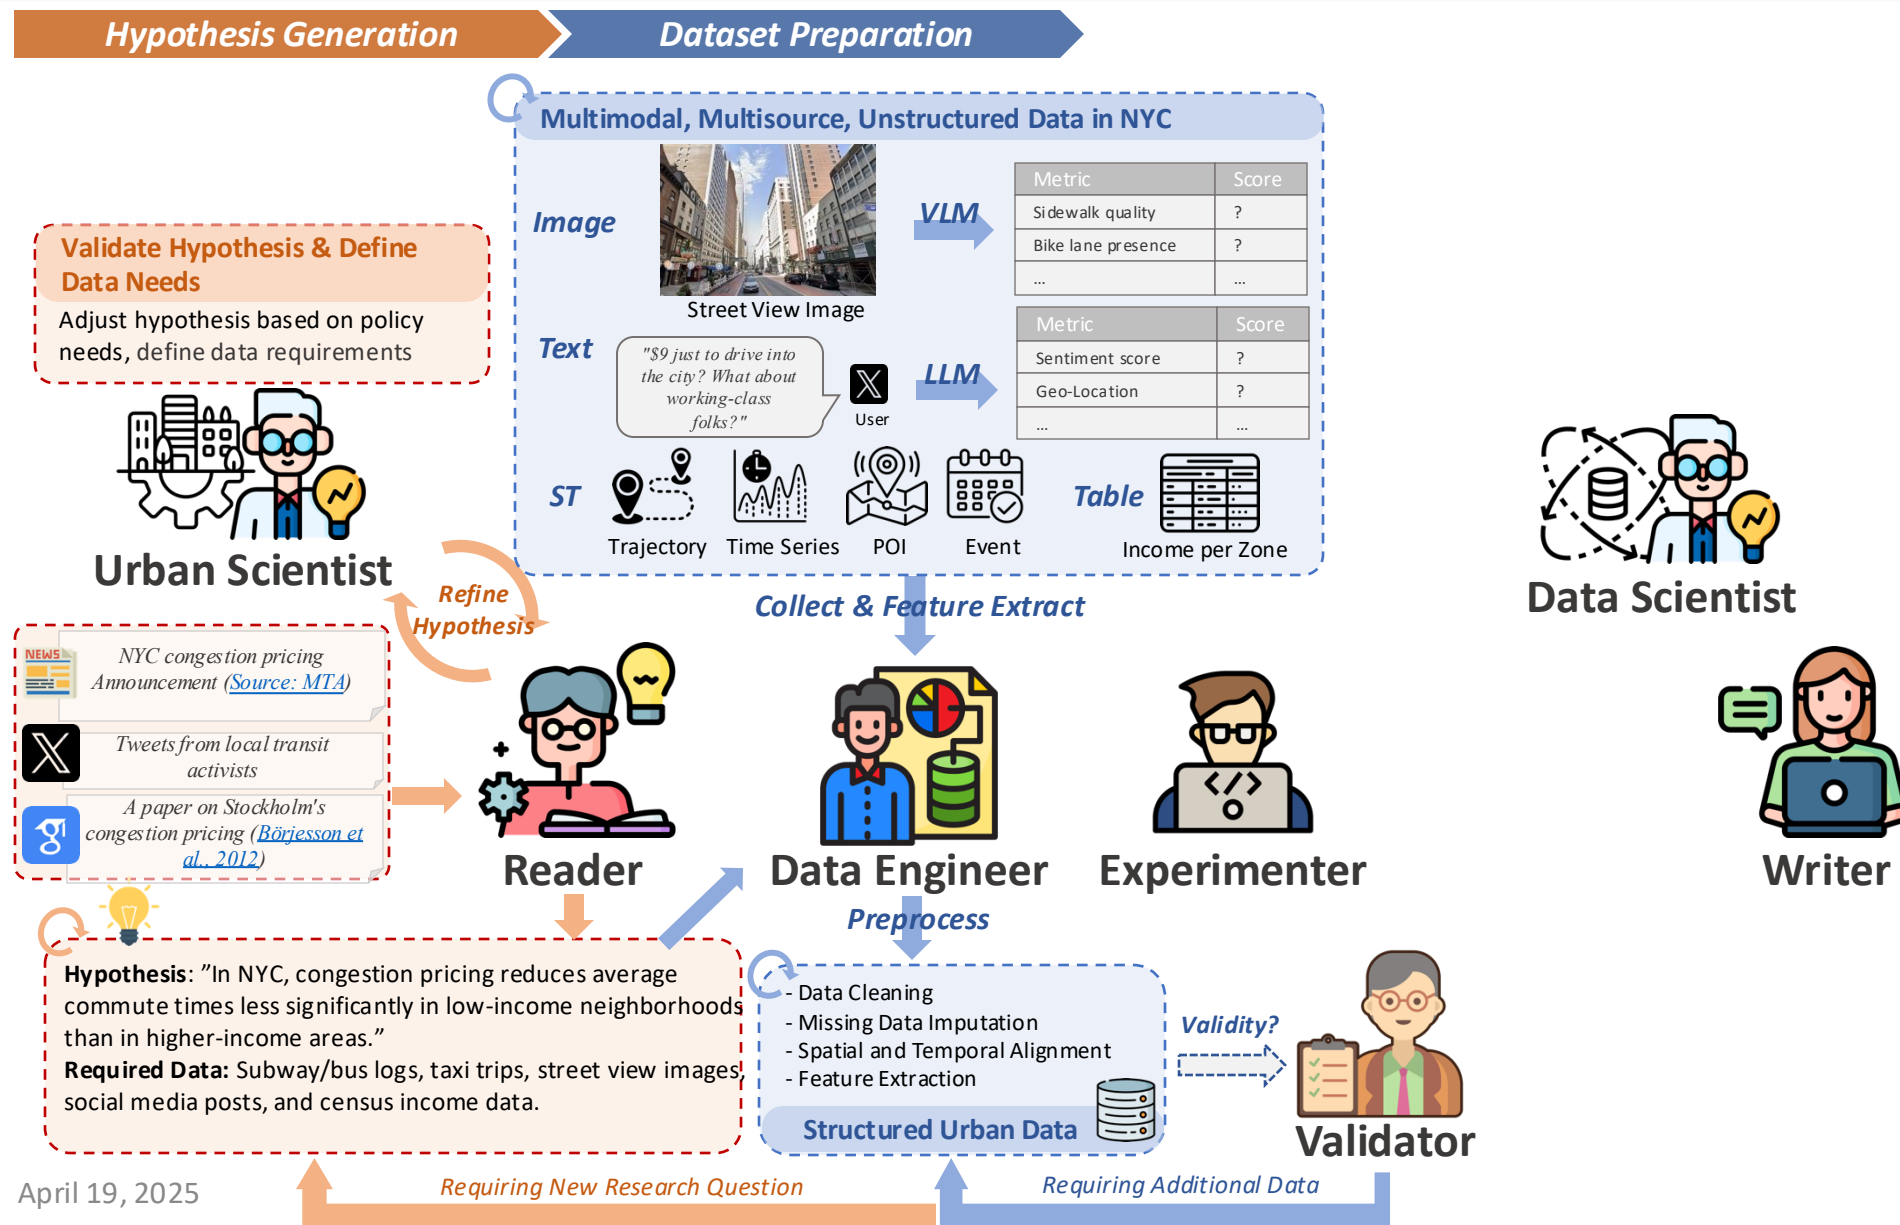 Hypothesis Generation
Dataset Preparation
Multimodal, Multisource, Unstructured Data in NYC
Image
Street View Image
VLM
Metric Score
Sidewalk quality ?
Bike lane presence ?
... ...
Text
"$9 just to drive into
the city? What about
working-class
folks?"
User
LLM
Metric Score
Sentiment score ?
Geo-Location ?
... ...
ST
Trajectory
Time Series
POI
Event
Table
Income per Zone
Validate Hypothesis & Define
Data Needs
Adjust hypothesis based on policy
needs, define data requirements
Urban Scientist
Refine
Hypothesis
Collect & Feature Extract
Data Scientist
NEWS
NYC congestion pricing
Announcement (Source: MTA)
Tweets from local transit
activists
A paper on Stockholm's
congestion pricing (Börjesson et
al., 2012)
Reader
Data Engineer
</>
Experimenter
Writer
Preprocess
Hypothesis: ”In NYC, congestion pricing reduces average
commute times less significantly in low-income neighborhoods
than in higher-income areas.”
Required Data: Subway/bus logs, taxi trips, street view images,
social media posts, and census income data.
- Data Cleaning
- Missing Data Imputation
- Spatial and Temporal Alignment
- Feature Extraction
Structured Urban Data
Validity?
Validator
April 19, 2025
Requiring New Research Question
Requiring Additional Data